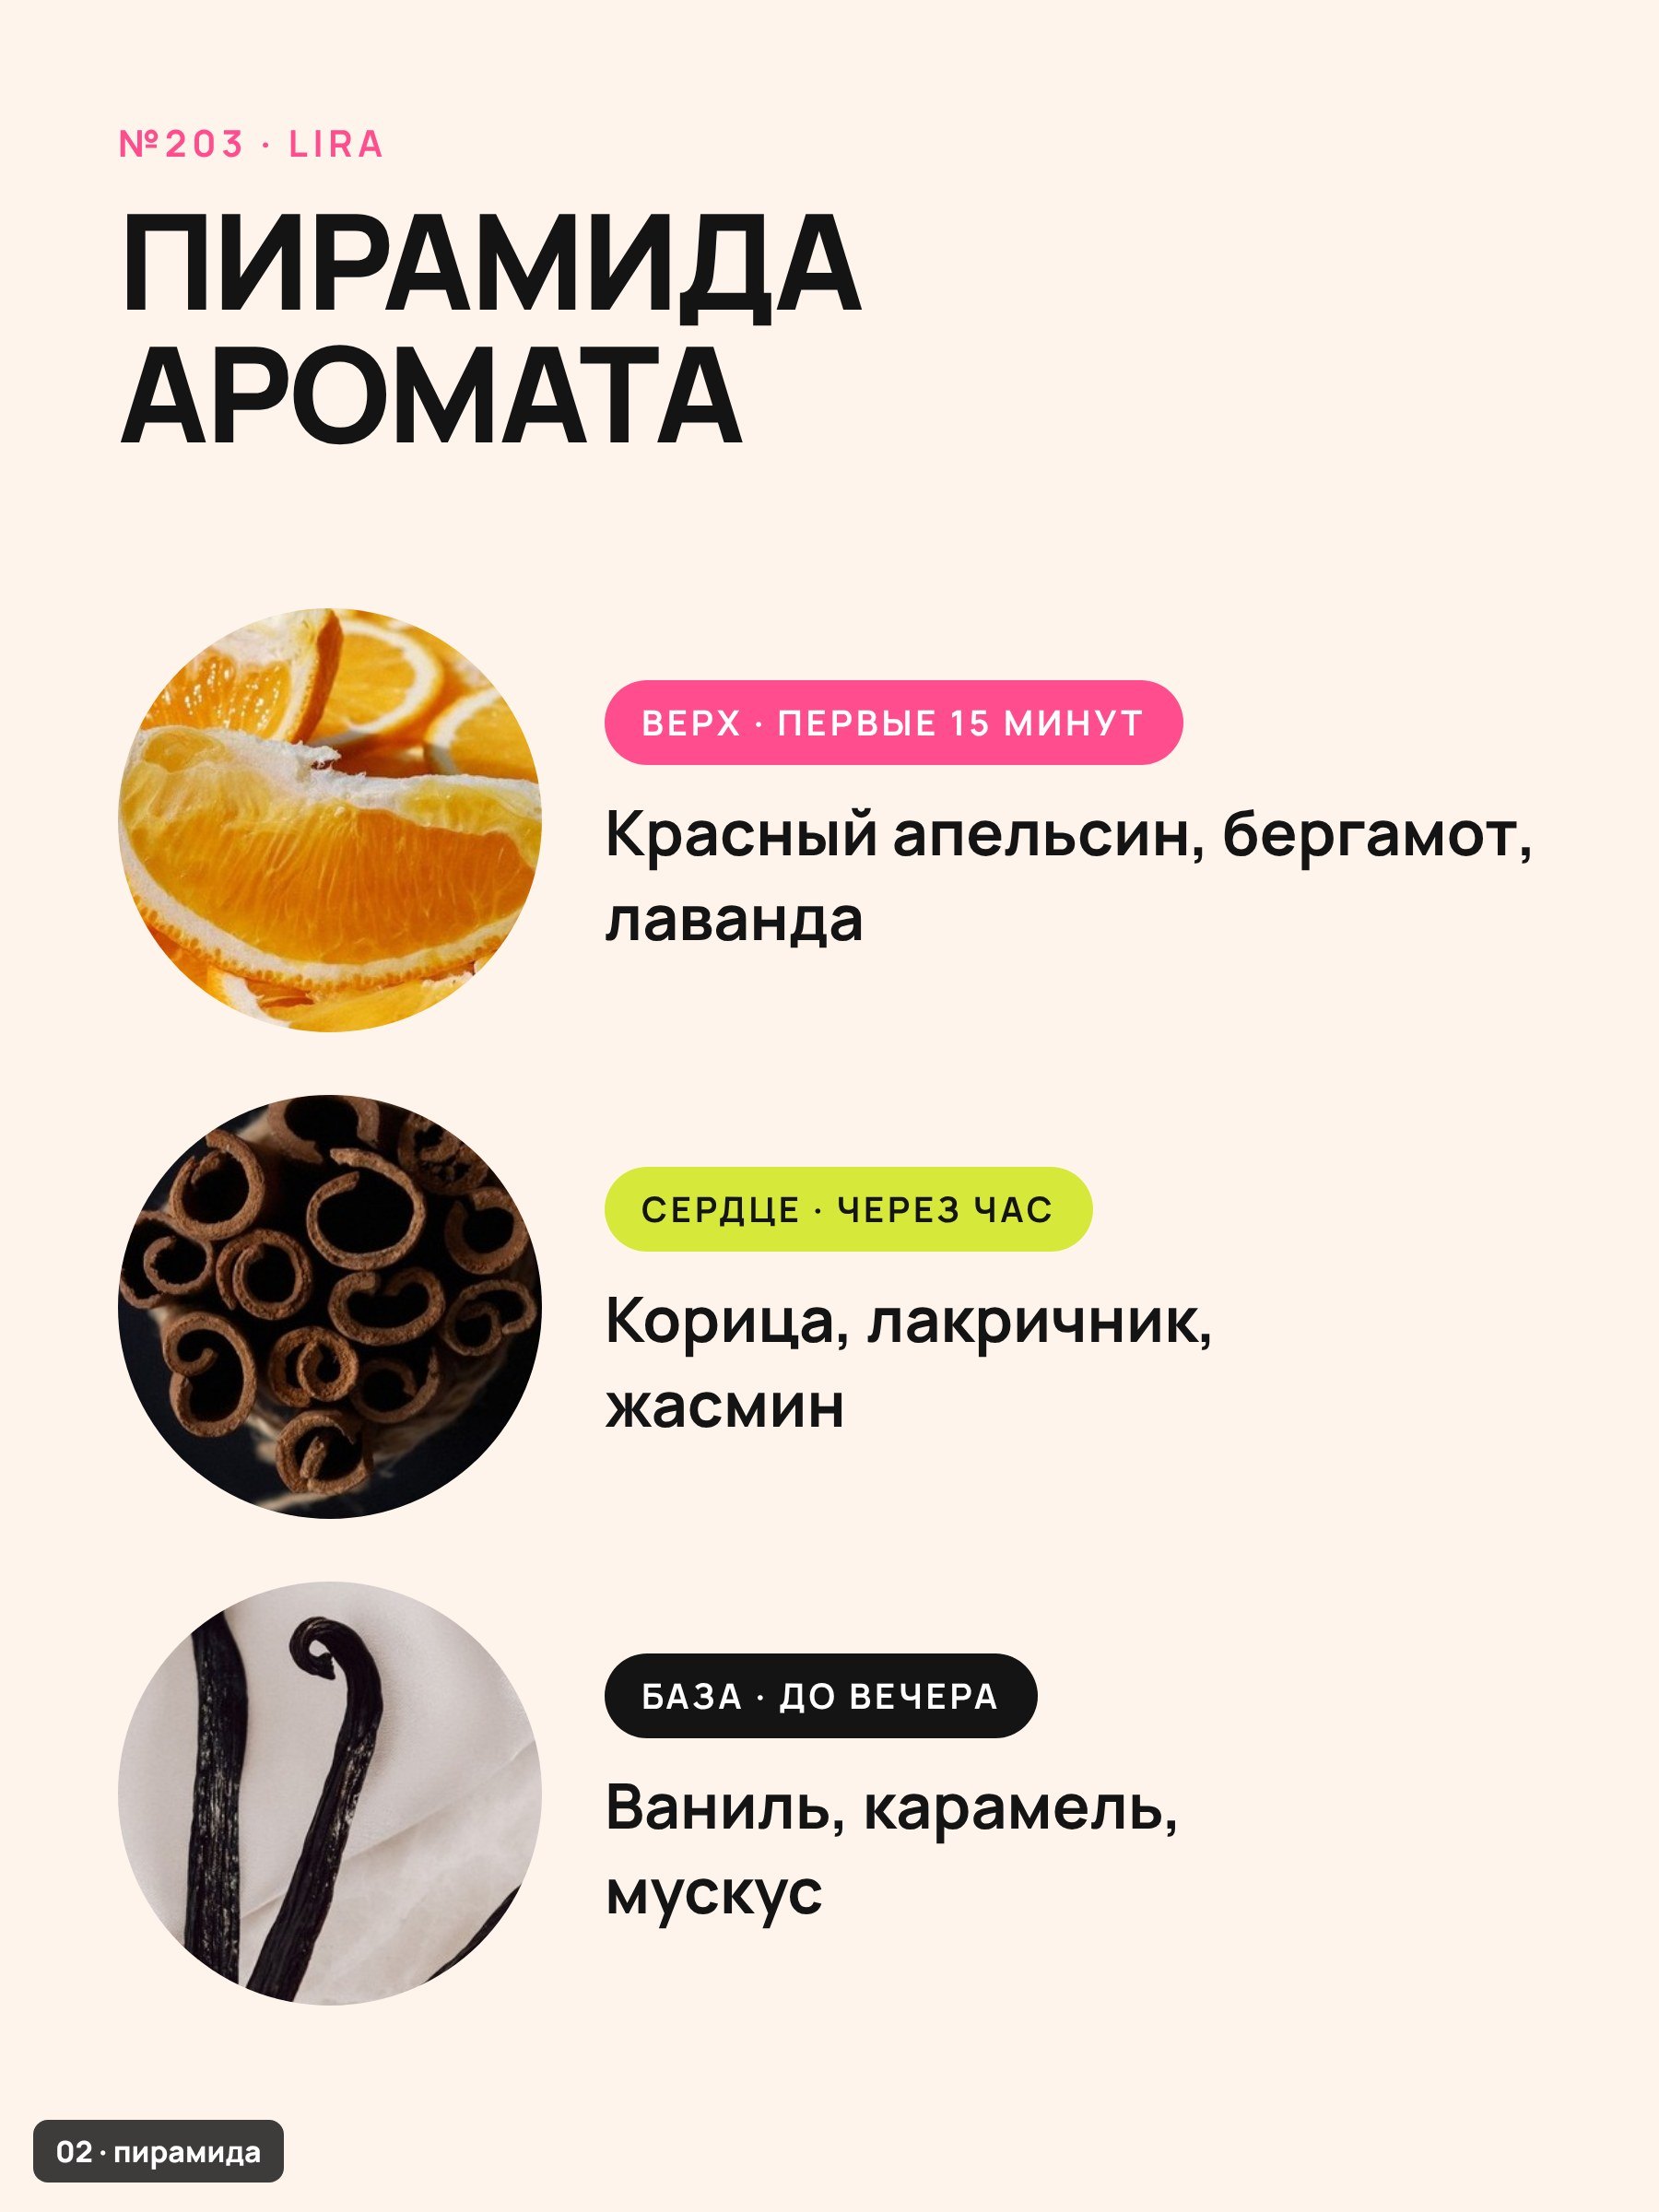 №203 · LIRA
ПИРАМИДА
АРОМАТА
ВЕРХ · ПЕРВЫЕ 15 МИНУТ
Красный апельсин, бергамот,
лаванда
СЕРДЦЕ · ЧЕРЕЗ ЧАС
Корица, лакричник,
жасмин
БАЗА · ДО ВЕЧЕРА
Ваниль, карамель,
мускус
02 · пирамида